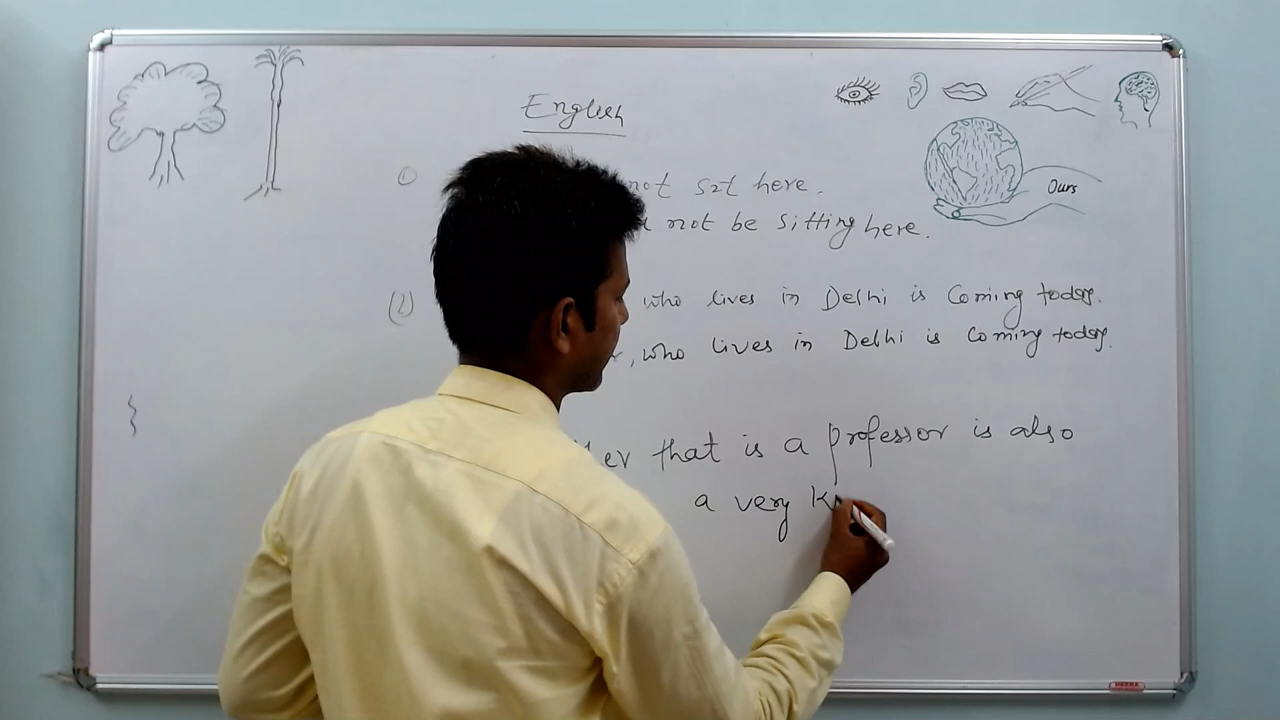 English
Ours
① not sit here.
not be sitting here.
(2) who lives in Delhi is coming today.
, who lives in Delhi is coming today.
that is a professor is also
a very